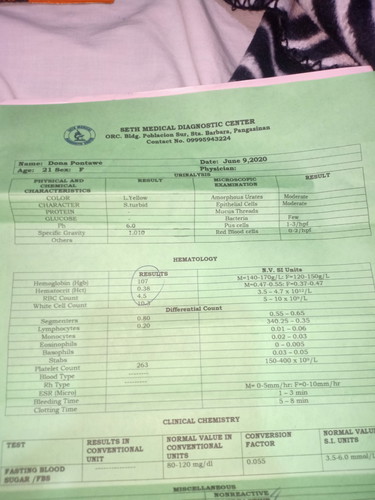 SETH MEDICAL DIAGNOSTIC CENTER
ORC. Bldg. Poblacion Sur, Sta. Barbara, Pangasinan
Contact No. 09995943224
Name: Dona Pontawe Date: June 9,2020
Age: 21 Sex: F Physician:
URINALYSIS
PHYSICAL AND CHEMICAL CHARACTERISTICS RESULT MICROSCOPIC EXAMINATION RESULT
COLOR L.Yellow Amorphous Urates Moderate
CHARACTER S.turbid Epithelial Cells Moderate
PROTEIN - Mucus Threads
GLUCOSE - Bacteria Few
Ph 6.0 Pus cells 1-3/hpf
Specific Gravity 1.010 Red Blood cells 0-3/hpf
Others
HEMATOLOGY
RESULTS N.V. SI Units
Hemoglobin (Hgb) 107 M=140-170g/L: F=120-150g/L
Hematocrit (Hct) 0.36 M=0.47-0.55: F=0.37-0.47
RBC Count 4.5 3.5 – 4.7 x 10¹²/L
White Cell Count 5 – 10 x 10⁹/L
Differential Count
Segmenters 0.80 0.55 – 0.65
Lymphocytes 0.20 0.25 – 0.35
Monocytes 0.01 – 0.06
Eusinophils 0.02 – 0.03
Basophils 0 – 0.005
Stabs 0.03 – 0.05
Platelet Count 263 150-400 x 10⁹/L
Blood Type
Rh Type
ESR (Micro) M= 0-5mm/hr: F=0-10mm/hr
Bleeding Time 1 – 3 min
Clotting Time 5 – 8 min
CLINICAL CHEMISTRY
TEST RESULTS IN CONVENTIONAL UNIT NORMAL VALUE IN CONVENTIONAL UNITS CONVERSION FACTOR NORMAL VALU S.I. UNITS
FASTING BLOOD SUGAR /FBS 80-120 mg/dl 0.055 3.5-6.0 mmol/
MISCELLANEOUS
NONREACTIVE